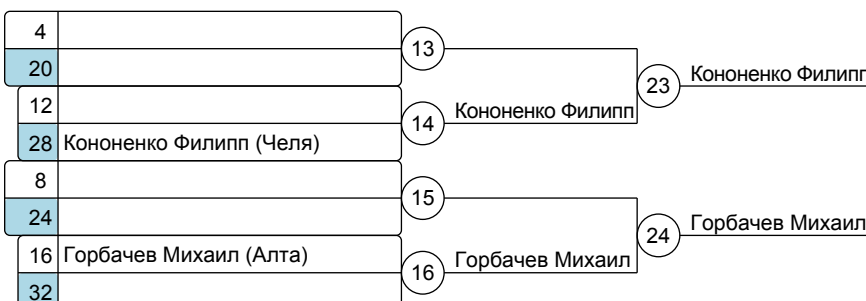 4
13
20
23 Кононенко Филипп
12
14 Кононенко Филипп
28 Кононенко Филипп (Челя)
8
15
24
24 Горбачев Михаил
16 Горбачев Михаил (Алта)
16 Горбачев Михаил
32